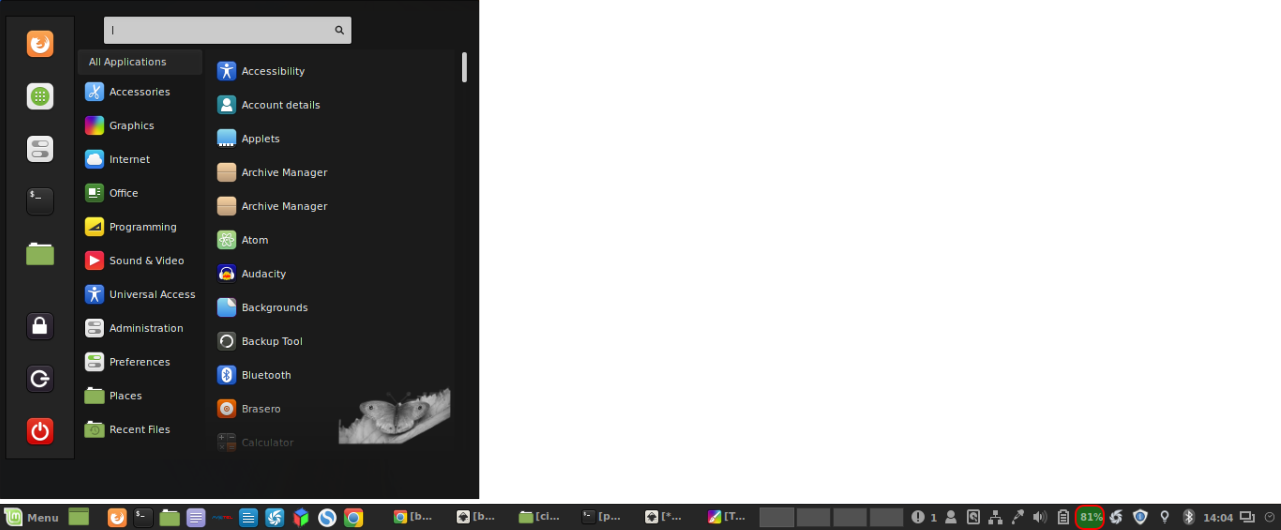 All Applications
Accessories
Graphics
Internet
Office
Programming
Sound & Video
Universal Access
Administration
Preferences
Places
Recent Files
Accessibility
Account details
Applets
Archive Manager
Archive Manager
Atom
Audacity
Backgrounds
Backup Tool
Bluetooth
Brasero
Calculator
Menu [b... [b... [ci... [p... [*... [T... 1 81% 14:04